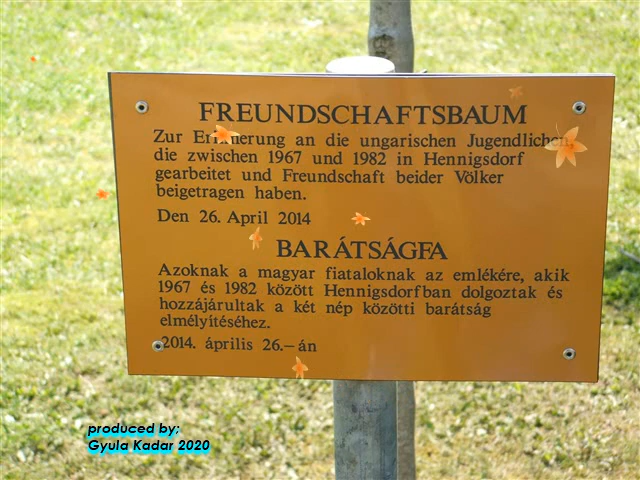 FREUNDSCHAFTSBAUM
Zur Erinnerung an die ungarischen Jugendlichen,
die zwischen 1967 und 1982 in Hennigsdorf
gearbeitet und Freundschaft beider Völker
beigetragen haben.
Den 26. April 2014
BARÁTSÁGFA
Azoknak a magyar fiataloknak az emlékére, akik
1967 és 1982 között Hennigsdorfban dolgoztak és
hozzájárultak a két nép közötti barátság
elmélyítéséhez.
2014. április 26.–án
produced by;
Gyula Kadar 2020